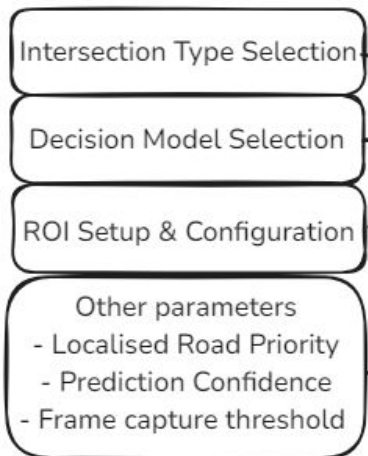 Intersection Type Selection
Decision Model Selection
ROI Setup & Configuration
Other parameters
- Localised Road Priority
- Prediction Confidence
- Frame capture threshold